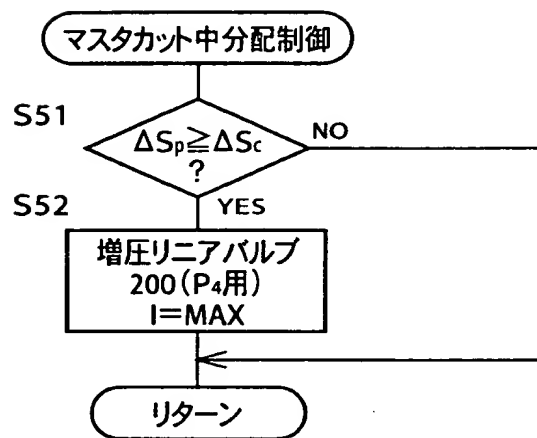 マスタカット中分配制御
S51
ΔSp≧ΔSc
?
NO
S52
YES
増圧リニアバルブ
200(P4用)
I=MAX
リターン